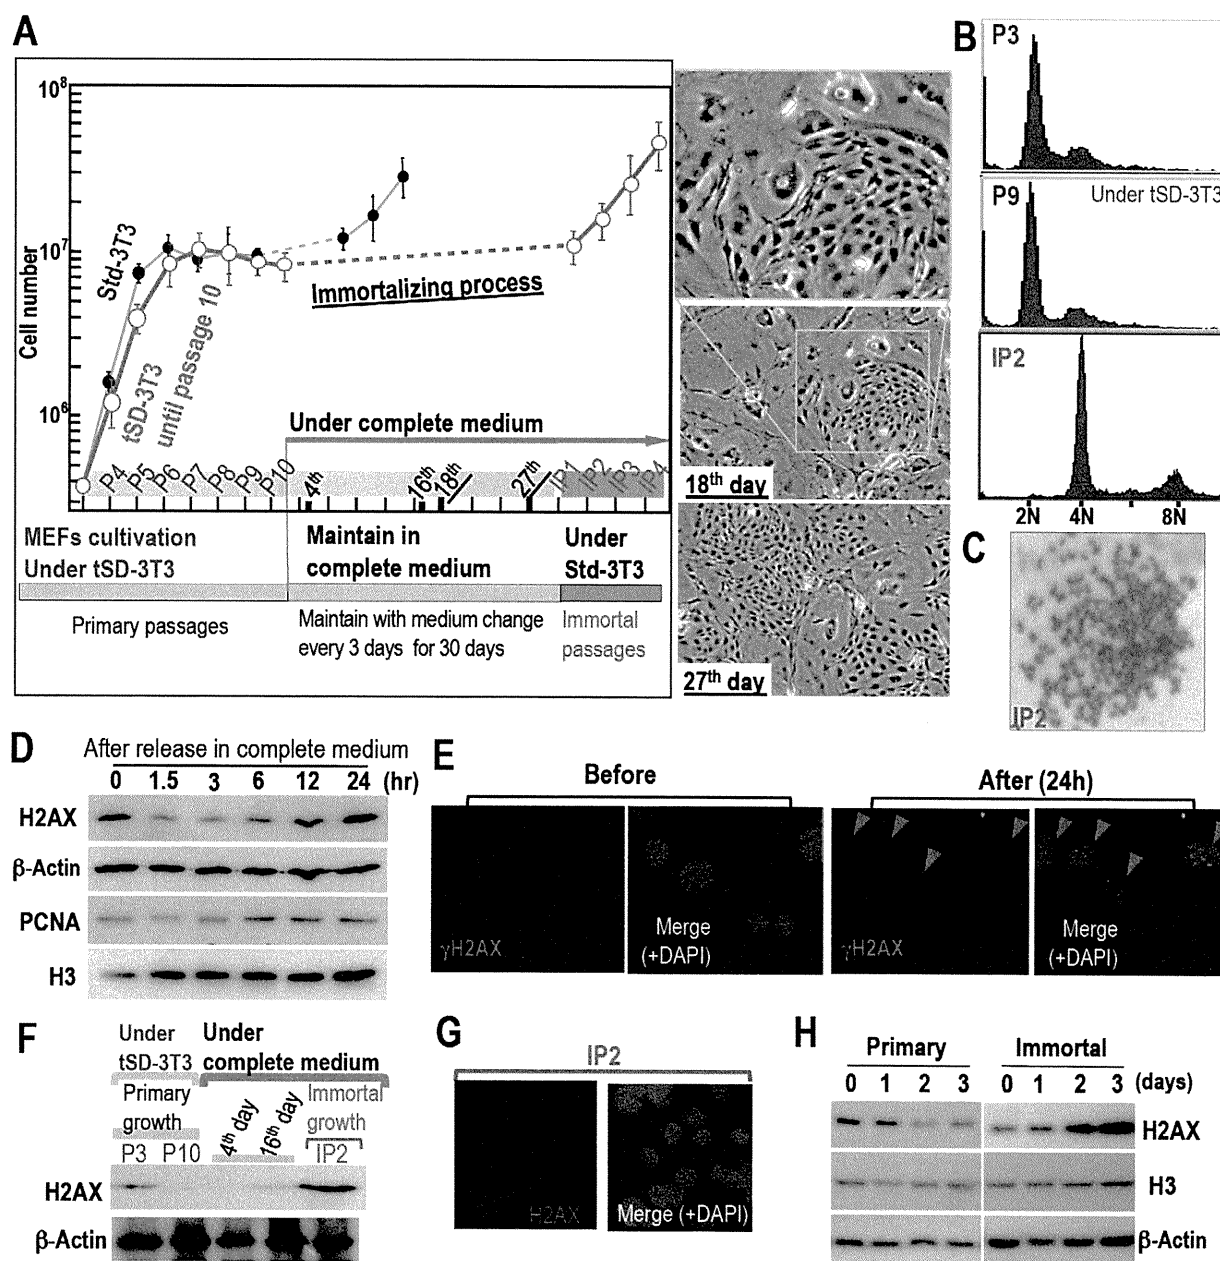 A
10⁸
10⁷
10⁶
Cell number
Std-3T3
tSD-3T3
until passage 10
Immortalizing process
Under complete medium
P4
P5
P6
P7
P8
P9
P10
4th
16th
18th
27th
IP1
IP2
IP3
IP4
MEFs cultivation
Under tSD-3T3
Maintain in
complete medium
Under
Std-3T3
Primary passages
Maintain with medium change
every 3 days for 30 days
Immortal
passages
18th day
27th day
B
P3
P9
Under tSD-3T3
IP2
2N 4N 8N
C
IP2
D
After release in complete medium
0 1.5 3 6 12 24 (hr)
H2AX
β-Actin
PCNA
H3
E
Before
After (24h)
γH2AX
Merge
(+DAPI)
γH2AX
Merge
(+DAPI)
F
Under
tSD-3T3
Under
complete medium
Primary
growth
4th day
16th day
Immortal
growth
P3 P10 IP2
H2AX
β-Actin
G
IP2
H2AX
Merge (+DAPI)
H
Primary Immortal
0 1 2 3 0 1 2 3 (days)
H2AX
H3
β-Actin